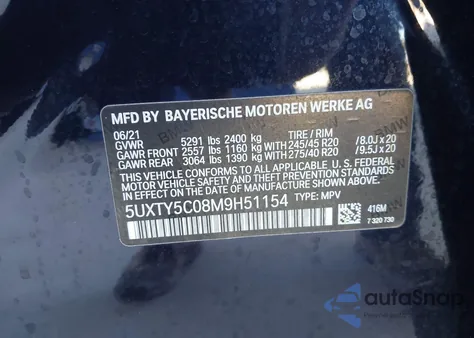 MFD BY BAYERISCHE MOTOREN WERKE AG
06/21 TIRE / RIM
GVWR 5291 lbs 2400 kg
GAWR FRONT 2557 lbs 1160 kg WITH 245/45 R20 / 8.0J x 20
GAWR REAR 3064 lbs 1390 kg WITH 275/40 R20 / 9.5J x 20
THIS VEHICLE CONFORMS TO ALL APPLICABLE U.S. FEDERAL
MOTOR VEHICLE SAFETY, BUMPER, AND THEFT PREVENTION
STANDARDS IN EFFECT ON THE DATE OF MANUFACTURE SHOWN ABOVE.
5UXTY5C08M9H51154 TYPE: MPV
416M
7 320 730
autoSnap